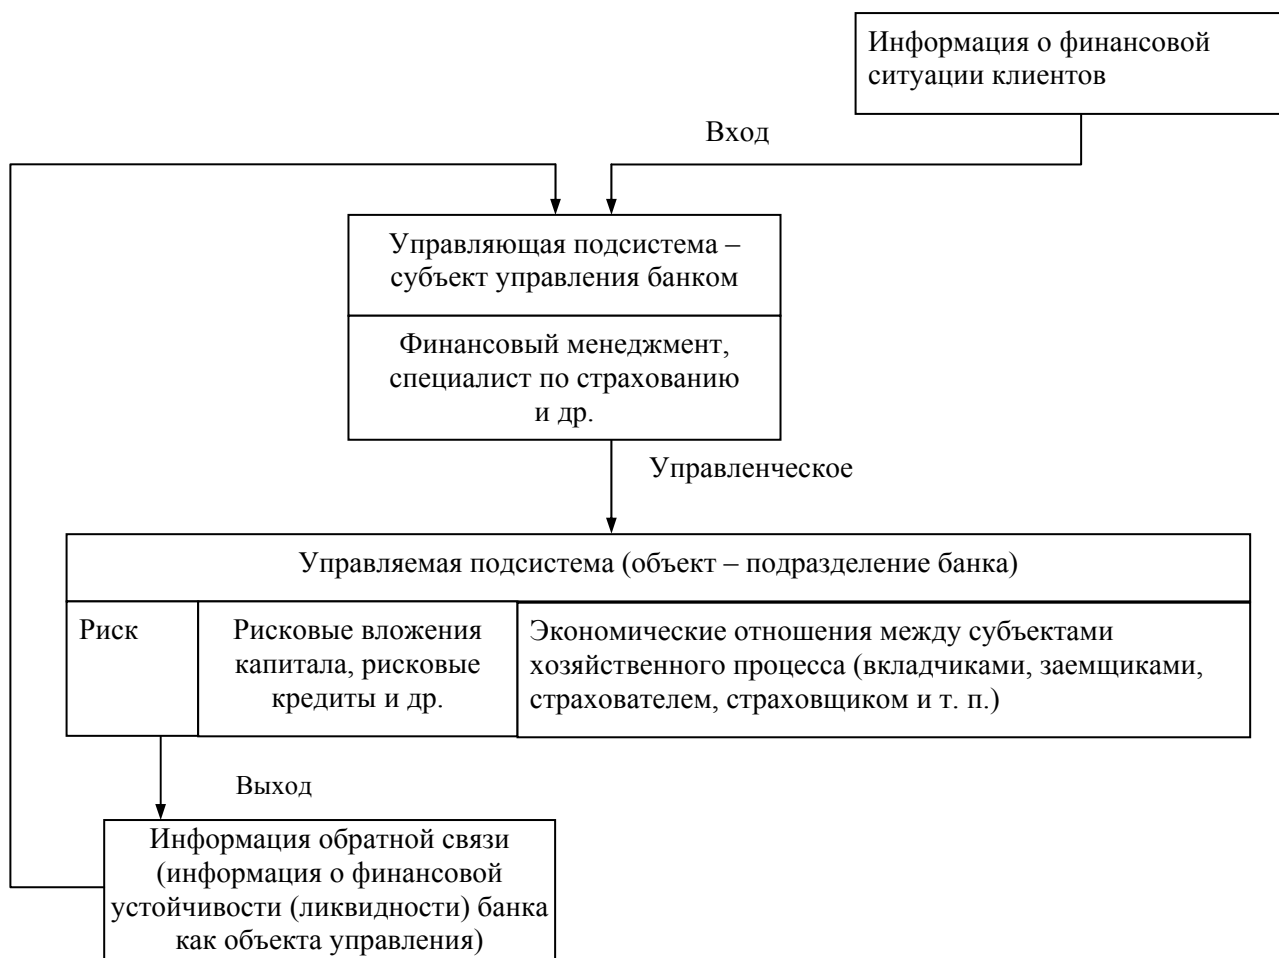 Информация о финансовой
ситуации клиентов
Вход
Управляющая подсистема –
субъект управления банком
Финансовый менеджмент,
специалист по страхованию
и др.
Управленческое
Управляемая подсистема (объект – подразделение банка)
Риск
Рисковые вложения
капитала, рисковые
кредиты и др.
Экономические отношения между субъектами
хозяйственного процесса (вкладчиками, заемщиками,
страхователем, страховщиком и т. п.)
Выход
Информация обратной связи
(информация о финансовой
устойчивости (ликвидности) банка
как объекта управления)